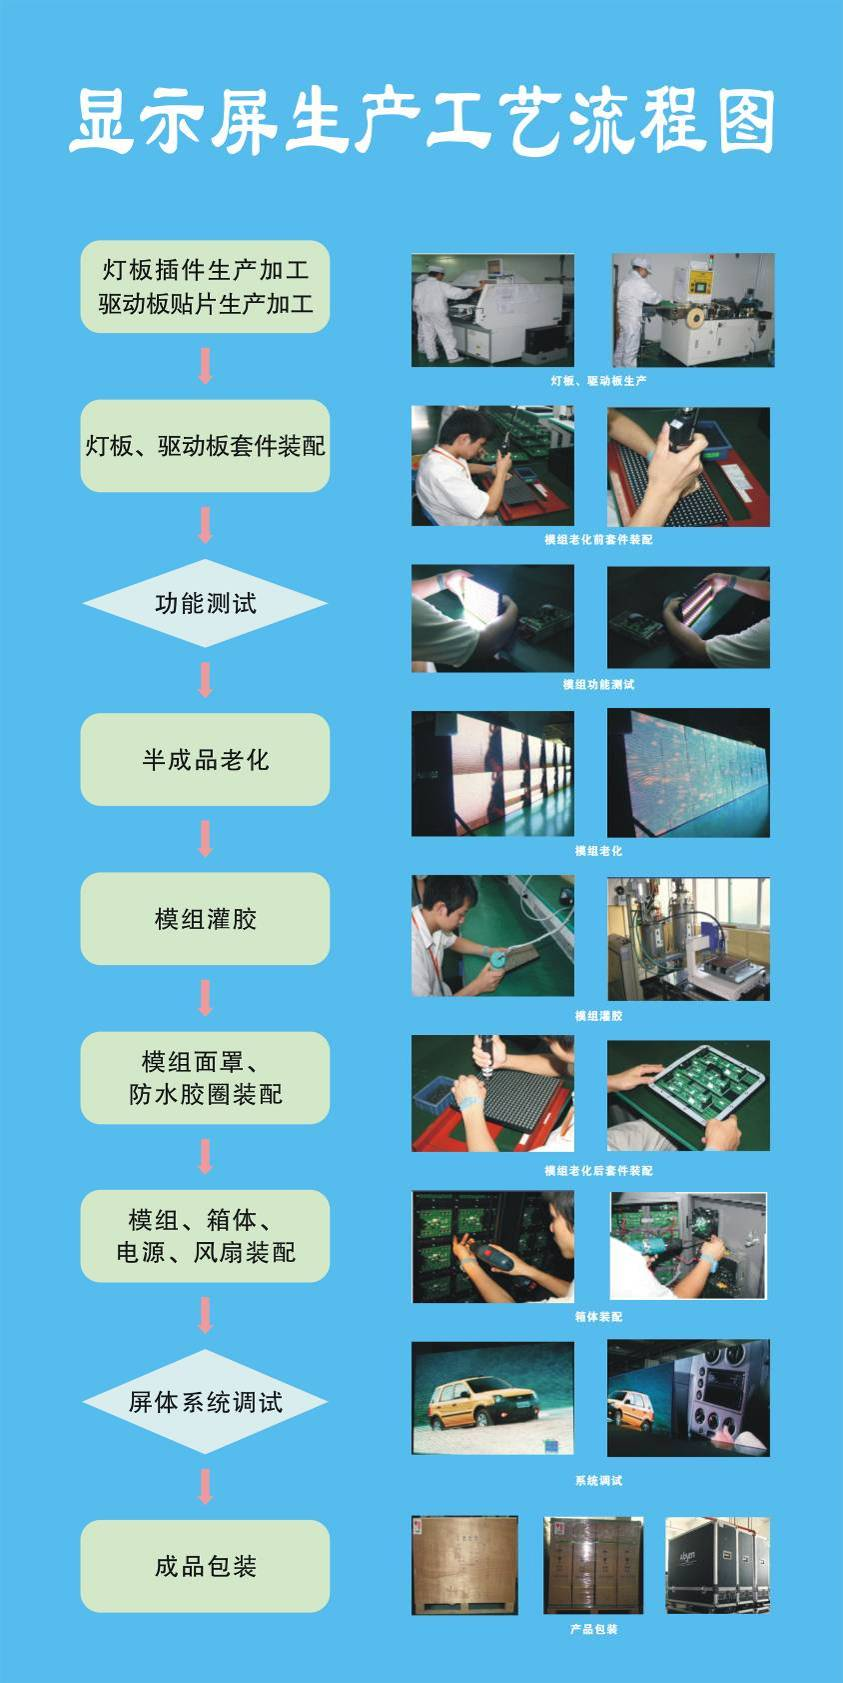 显示屏生产工艺流程图
灯板插件生产加工
驱动板贴片生产加工
灯板、驱动板生产
灯板、驱动板套件装配
模组老化前套件装配
功能测试
模组功能测试
半成品老化
模组老化
模组灌胶
模组灌胶
模组面罩、
防水胶圈装配
模组老化后套件装配
模组、箱体、
电源、风扇装配
箱体装配
屏体系统调试
系统调试
成品包装
产品包装